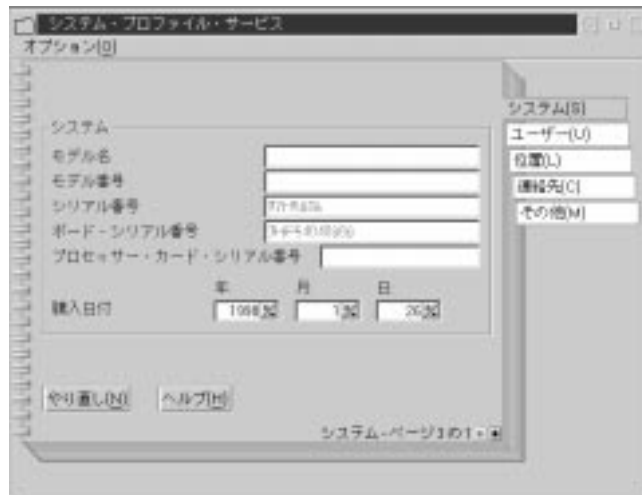 システム・プロファイル・サービス
オプション(O)
システム(S)
ユーザー(U)
位置(L)
連絡先(C)
その他(M)
システム
モデル名
モデル番号
シリアル番号
ボード・シリアル番号
プロセッサー・カード・シリアル番号
年 月 日
購入日付 1998 1 26
やり直し(N) ヘルプ(H)
システム-ページ3の1